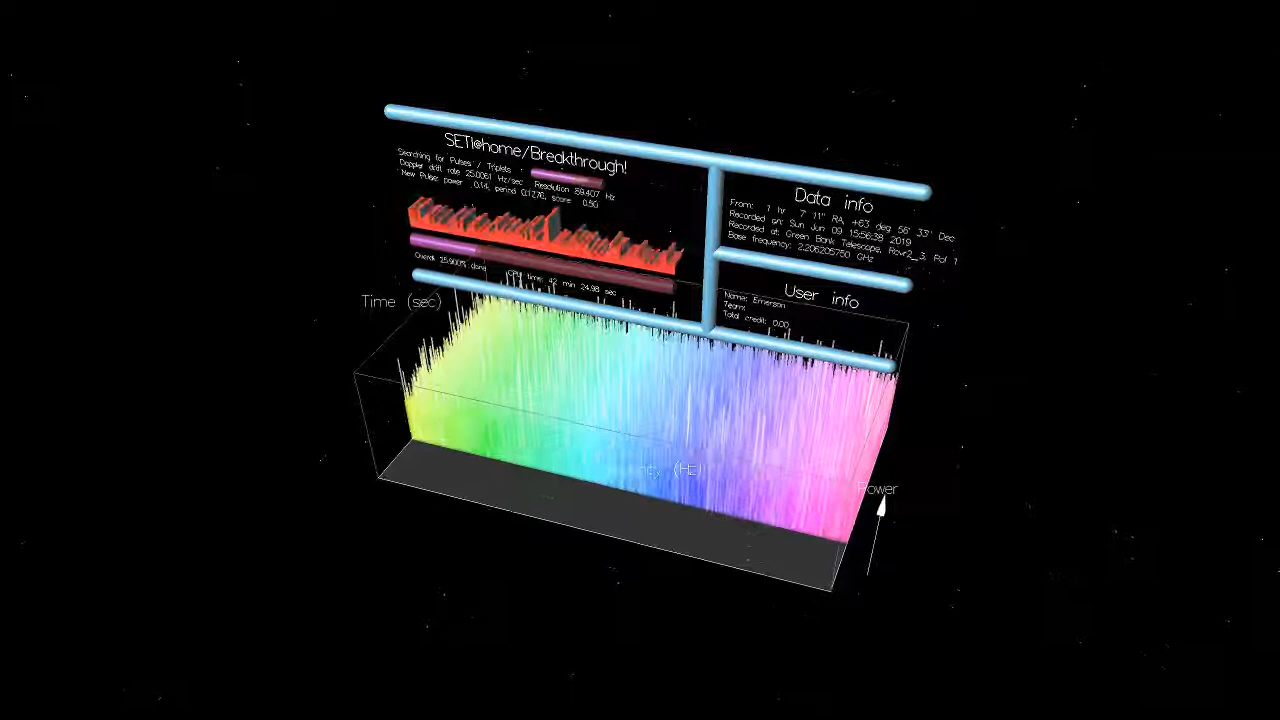 SETI@home/Breakthrough!
Searching for Pulses / Triplets
Doppler drift rate 25.0061 Hz/sec Resolution 89.407 Hz
New Pulse: power 0.14, period 0.1276, score 0.90
Overall 25.900% done CPU time: 42 min 24.98 sec
Data info
From: 1 hr 7' 11" RA, +63 deg 56' 33" Dec
Recorded on: Sun Jun 09 15:56:38 2019
Recorded at: Green Bank Telescope, Rcvr2_3, Pol 1
Base frequency: 2.206205750 GHz
User info
Name: Emerson
Team:
Total credit: 0.00
Time (sec)
(HZ)
Power